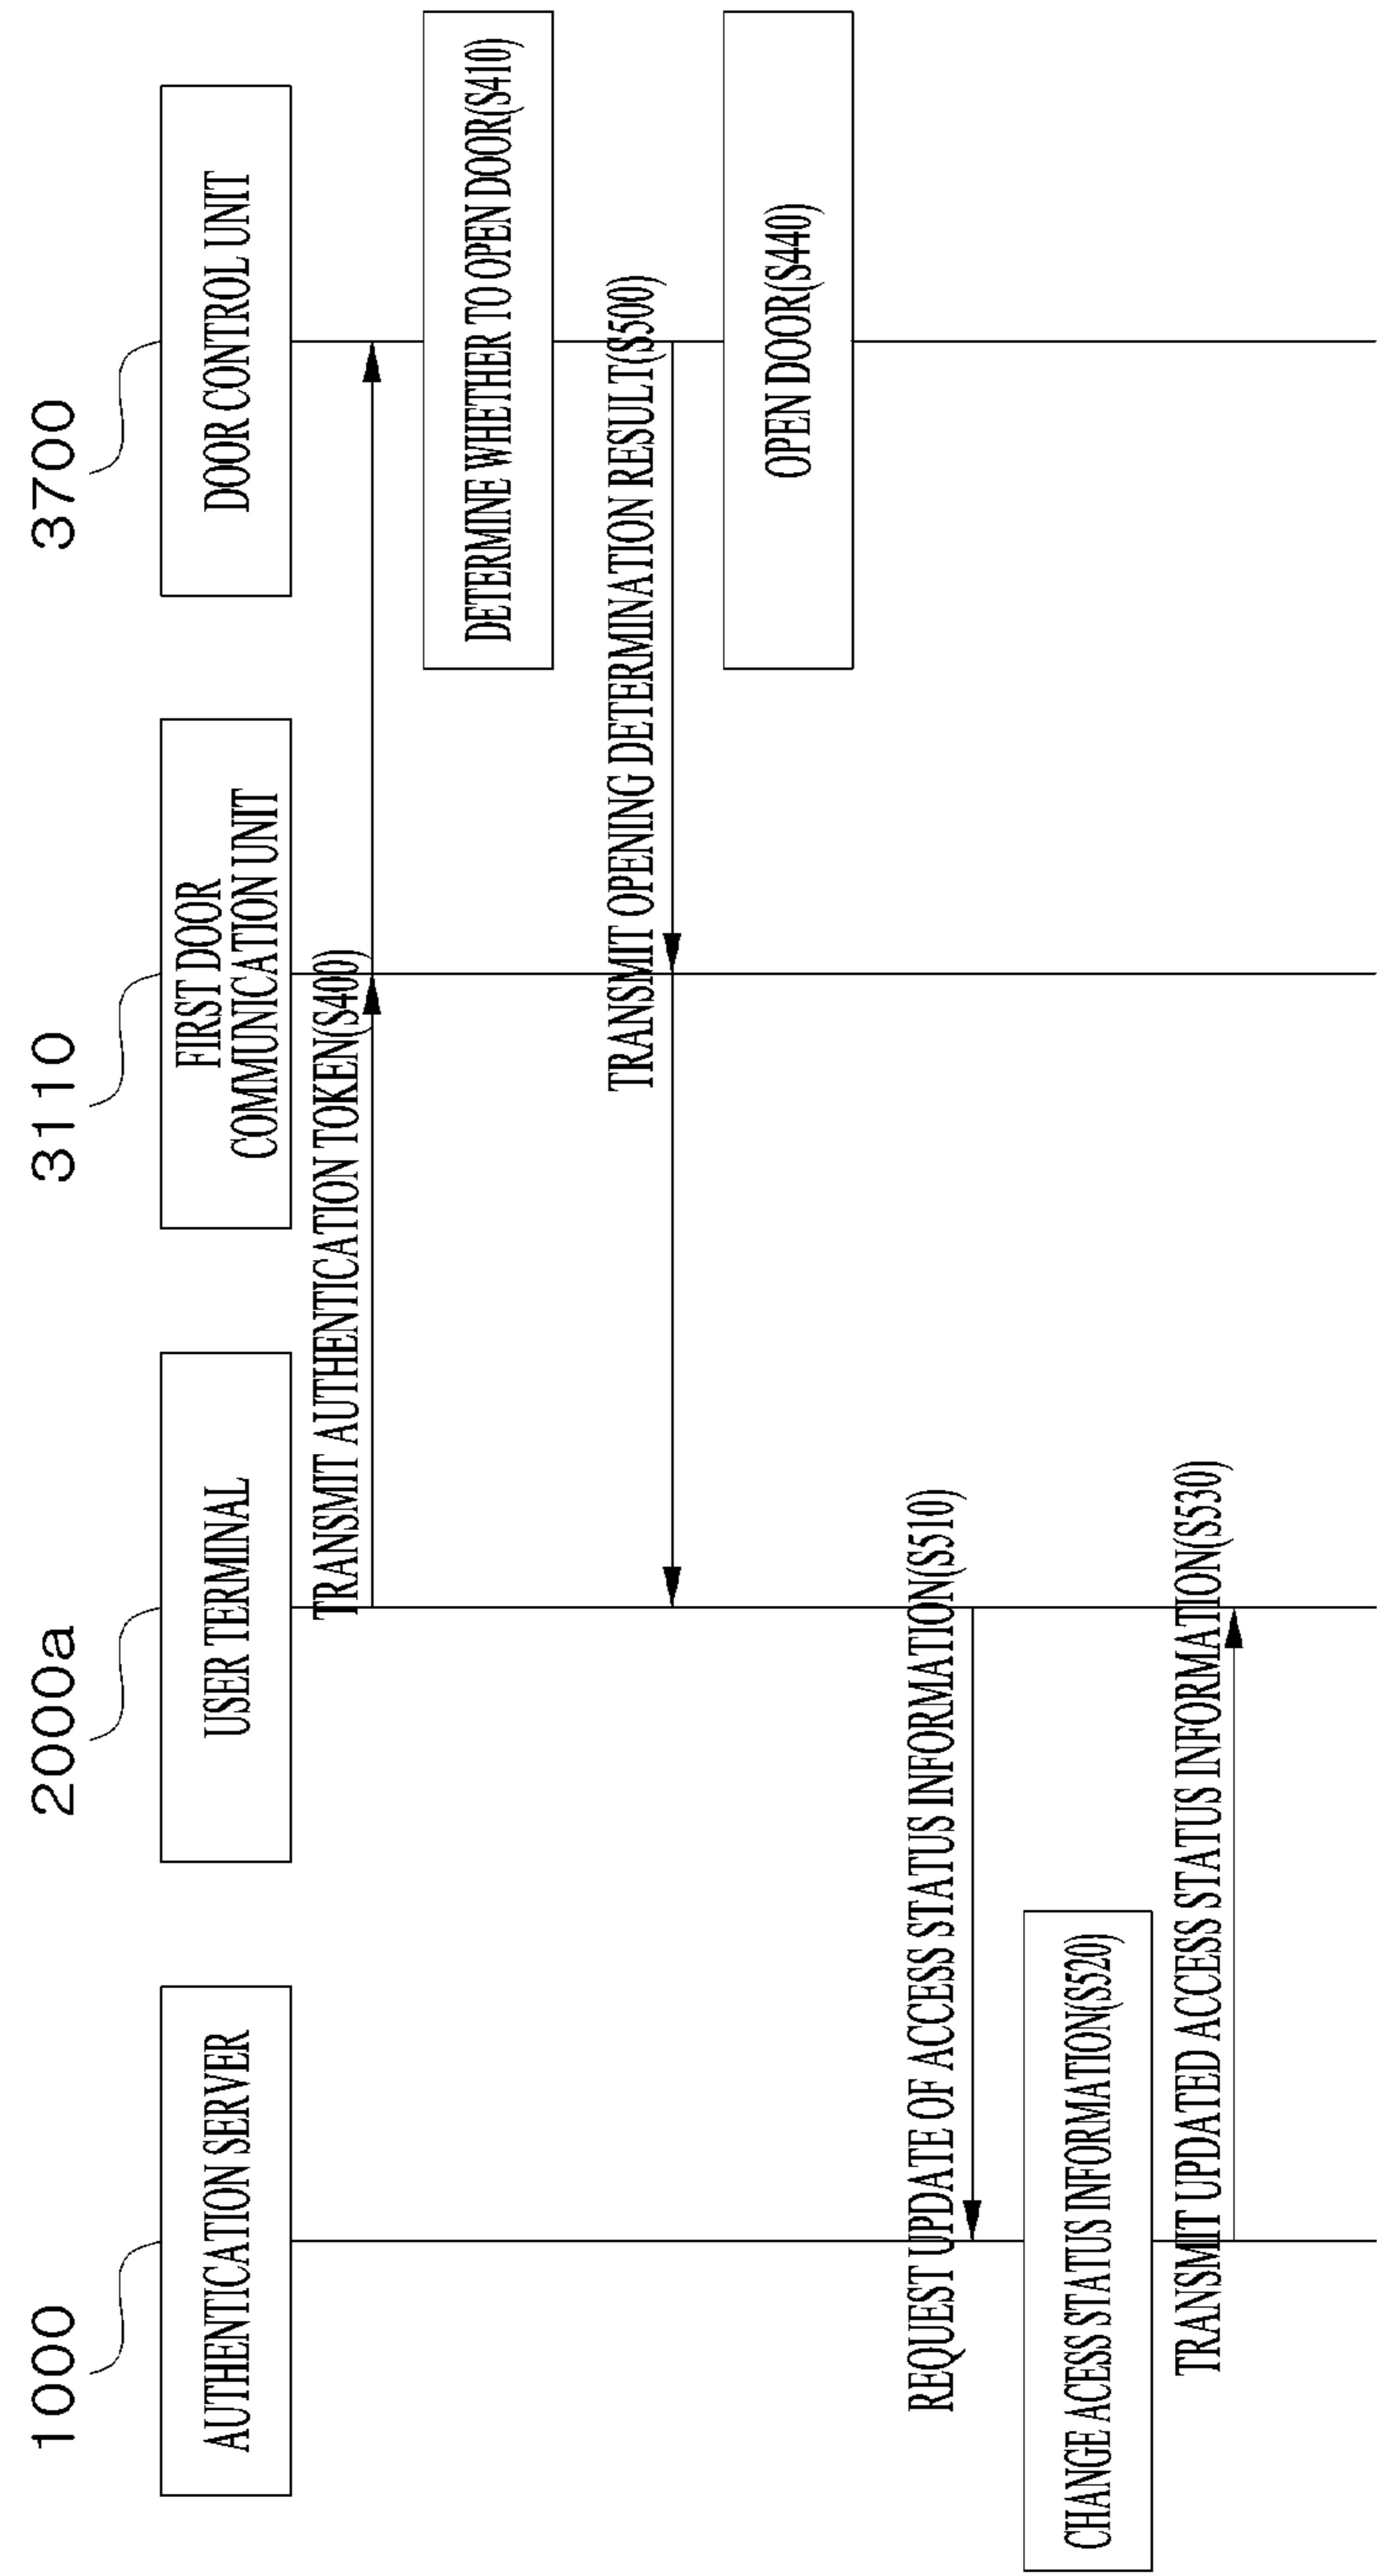 1000
2000a
3110
3700
AUTHENTICATION SERVER
USER TERMINAL
FIRST DOOR
COMMUNICATION UNIT
DOOR CONTROL UNIT
TRANSMIT AUTHENTICATION TOKEN(S400)
DETERMINE WHETHER TO OPEN DOOR(S410)
TRANSMIT OPENING DETERMINATION RESULT(S500)
OPEN DOOR(S440)
REQUEST UPDATE OF ACCESS STATUS INFORMATION(S510)
CHANGE ACESS STATUS INFORMATION(S520)
TRANSMIT UPDATED ACCESS STATUS INFORMATION(S530)